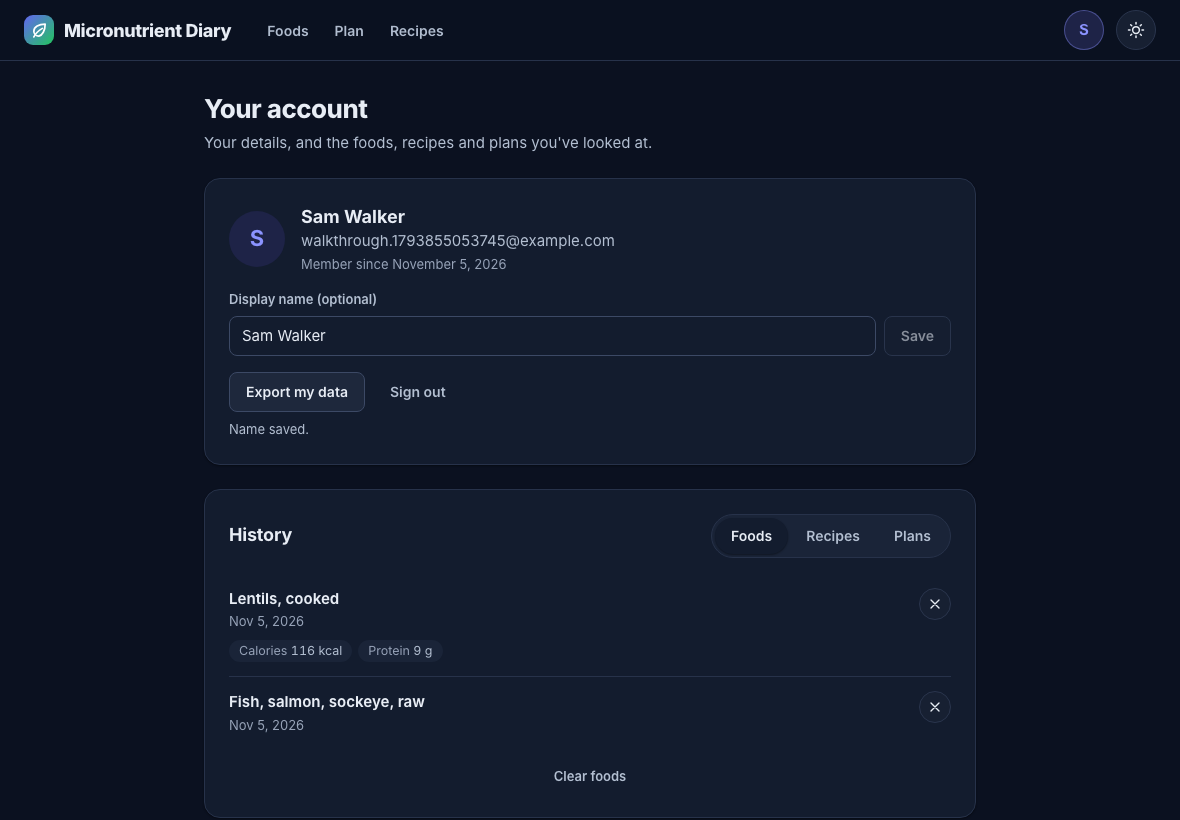 Micronutrient Diary
Foods
Plan
Recipes
S
Your account
Your details, and the foods, recipes and plans you've looked at.
S
Sam Walker
walkthrough.1793855053745@example.com
Member since November 5, 2026
Display name (optional)
Sam Walker
Save
Export my data
Sign out
Name saved.
History
Foods
Recipes
Plans
Lentils, cooked
Nov 5, 2026
Calories 116 kcal
Protein 9 g
Fish, salmon, sockeye, raw
Nov 5, 2026
Clear foods